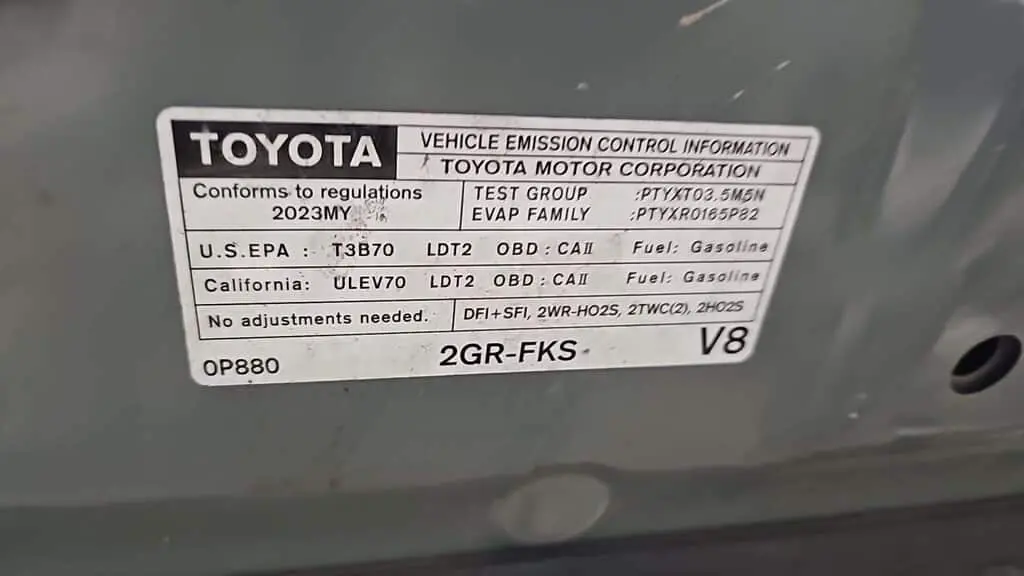 TOYOTA
VEHICLE EMISSION CONTROL INFORMATION
TOYOTA MOTOR CORPORATION
Conforms to regulations
2023MY
TEST GROUP :PTYXT03.5M5N
EVAP FAMILY :PTYXR0165P82
U.S.EPA : T3B70 LDT2 OBD : CAII Fuel: Gasoline
California: ULEV70 LDT2 OBD : CAII Fuel: Gasoline
No adjustments needed.
DFI+SFI, 2WR-HO2S, 2TWC(2), 2HO2S
0P880 2GR-FKS V8